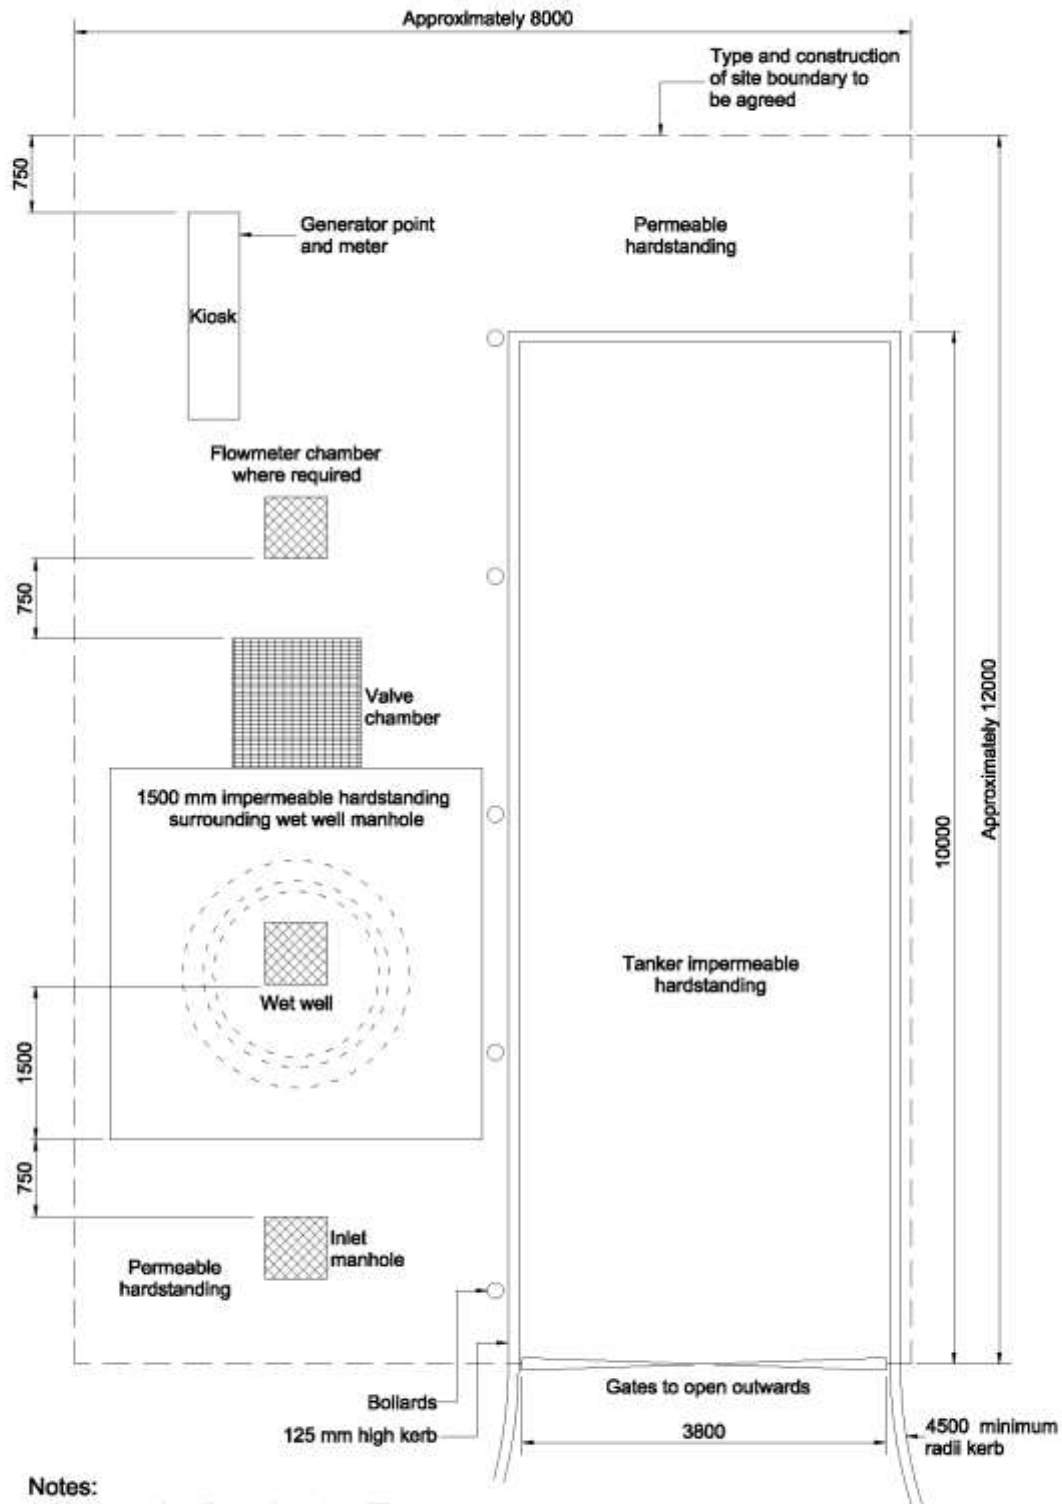 Approximately 8000
Type and construction
of site boundary to
be agreed
750
Generator point
and meter
Permeable
hardstanding
Kiosk
Flowmeter chamber
where required
750
Valve
chamber
Approximately 12000
1500 mm impermeable hardstanding
surrounding wet well manhole
10000
Tanker impermeable
hardstanding
Wet well
1500
750
Inlet
manhole
Permeable
hardstanding
Gates to open outwards
Bollards
125 mm high kerb
3800
4500 minimum
radii kerb
Notes: